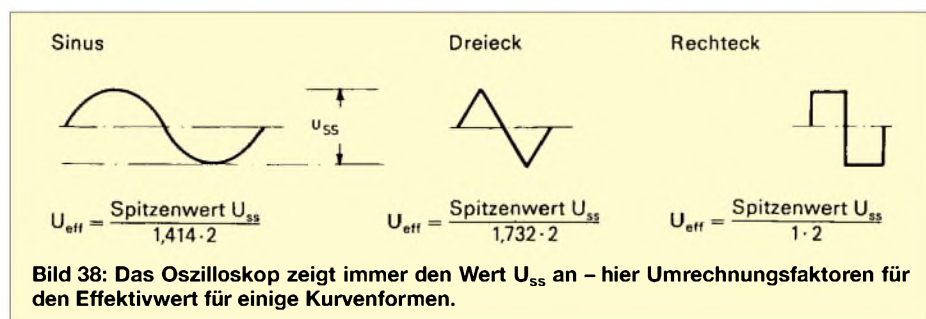 Sinus Dreieck Rechteck
U_SS
U_eff = Spitzenwert U_ss / 1,414·2 U_eff = Spitzenwert U_ss / 1,732·2 U_eff = Spitzenwert U_ss / 1·2
Bild 38: Das Oszilloskop zeigt immer den Wert U_ss an – hier Umrechnungsfaktoren für
den Effektivwert für einige Kurvenformen.